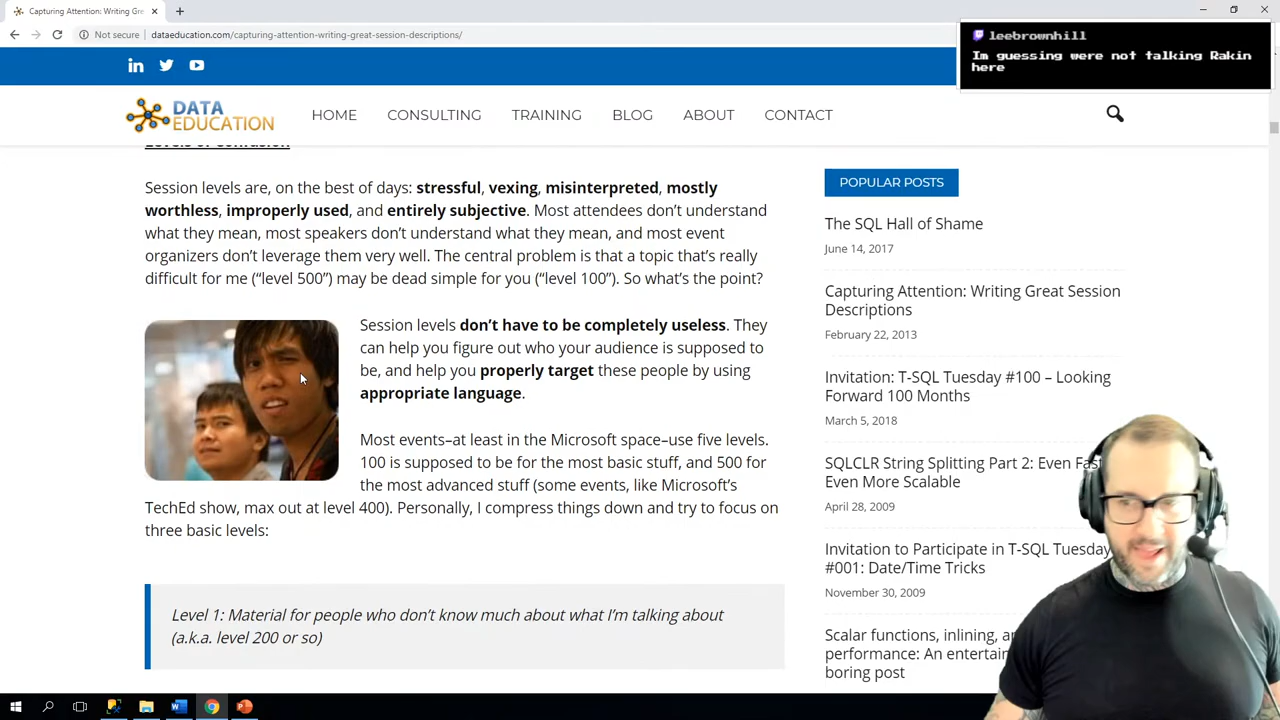 Capturing Attention: Writing Gr
Not secure
dataeducation.com/capturing-attention-writing-great-session-descriptions/
leebrownhill
Im guessing were not talking Rakin
here
DATA
EDUCATION
HOME
CONSULTING
TRAINING
BLOG
ABOUT
CONTACT
Levels of Confusion
Session levels are, on the best of days: stressful, vexing, misinterpreted, mostly
worthless, improperly used, and entirely subjective. Most attendees don’t understand
what they mean, most speakers don’t understand what they mean, and most event
organizers don’t leverage them very well. The central problem is that a topic that’s really
difficult for me (“level 500”) may be dead simple for you (“level 100”). So what’s the point?
Session levels don’t have to be completely useless. They
can help you figure out who your audience is supposed to
be, and help you properly target these people by using
appropriate language.
Most events–at least in the Microsoft space–use five levels.
100 is supposed to be for the most basic stuff, and 500 for
the most advanced stuff (some events, like Microsoft’s
TechEd show, max out at level 400). Personally, I compress things down and try to focus on
three basic levels:
Level 1: Material for people who don’t know much about what I’m talking about
(a.k.a. level 200 or so)
POPULAR POSTS
The SQL Hall of Shame
June 14, 2017
Capturing Attention: Writing Great Session
Descriptions
February 22, 2013
Invitation: T-SQL Tuesday #100 – Looking
Forward 100 Months
March 5, 2018
SQLCLR String Splitting Part 2: Even Fas
Even More Scalable
April 28, 2009
Invitation to Participate in T-SQL Tuesday
#001: Date/Time Tricks
November 30, 2009
Scalar functions, inlining, a
performance: An entertain
boring post